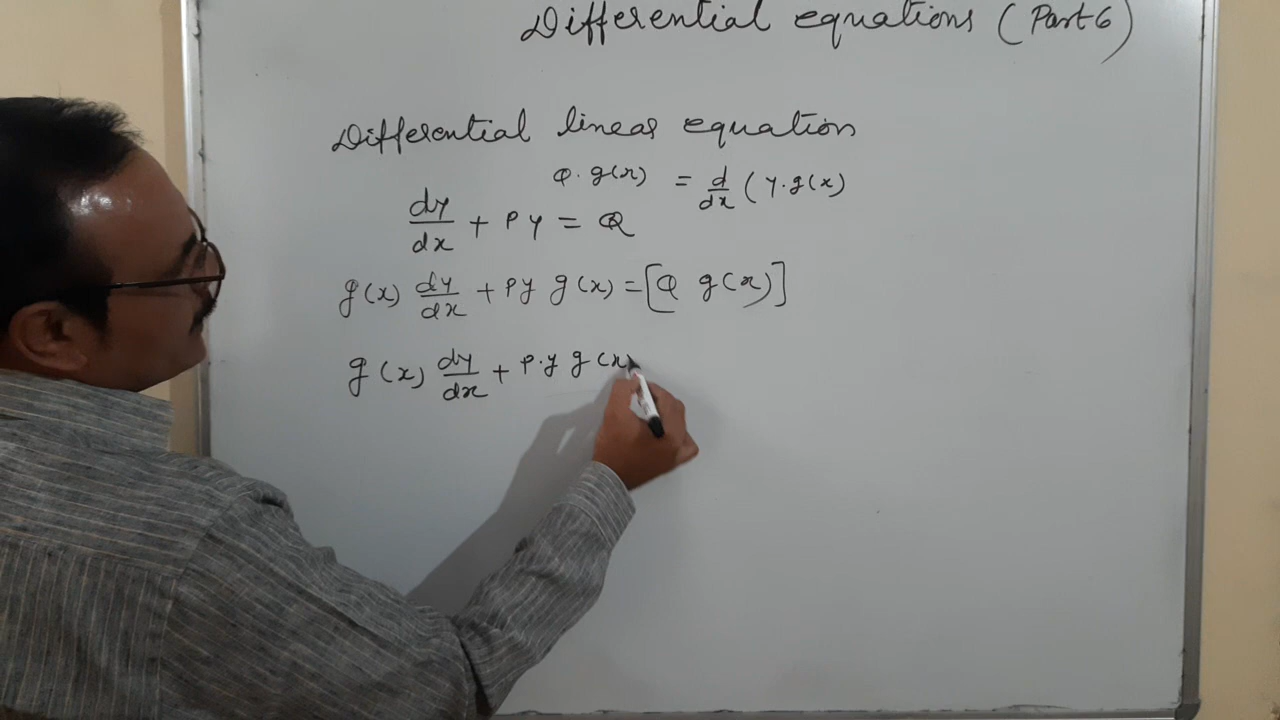 Differential equations (Part 6)
Differential linear equation
Q. g(x) = d/dx ( y.g(x)
dy/dx + Py = Q
g(x) dy/dx + Py g(x) = [Q g(x)]
g(x) dy/dx + P.y g(x)